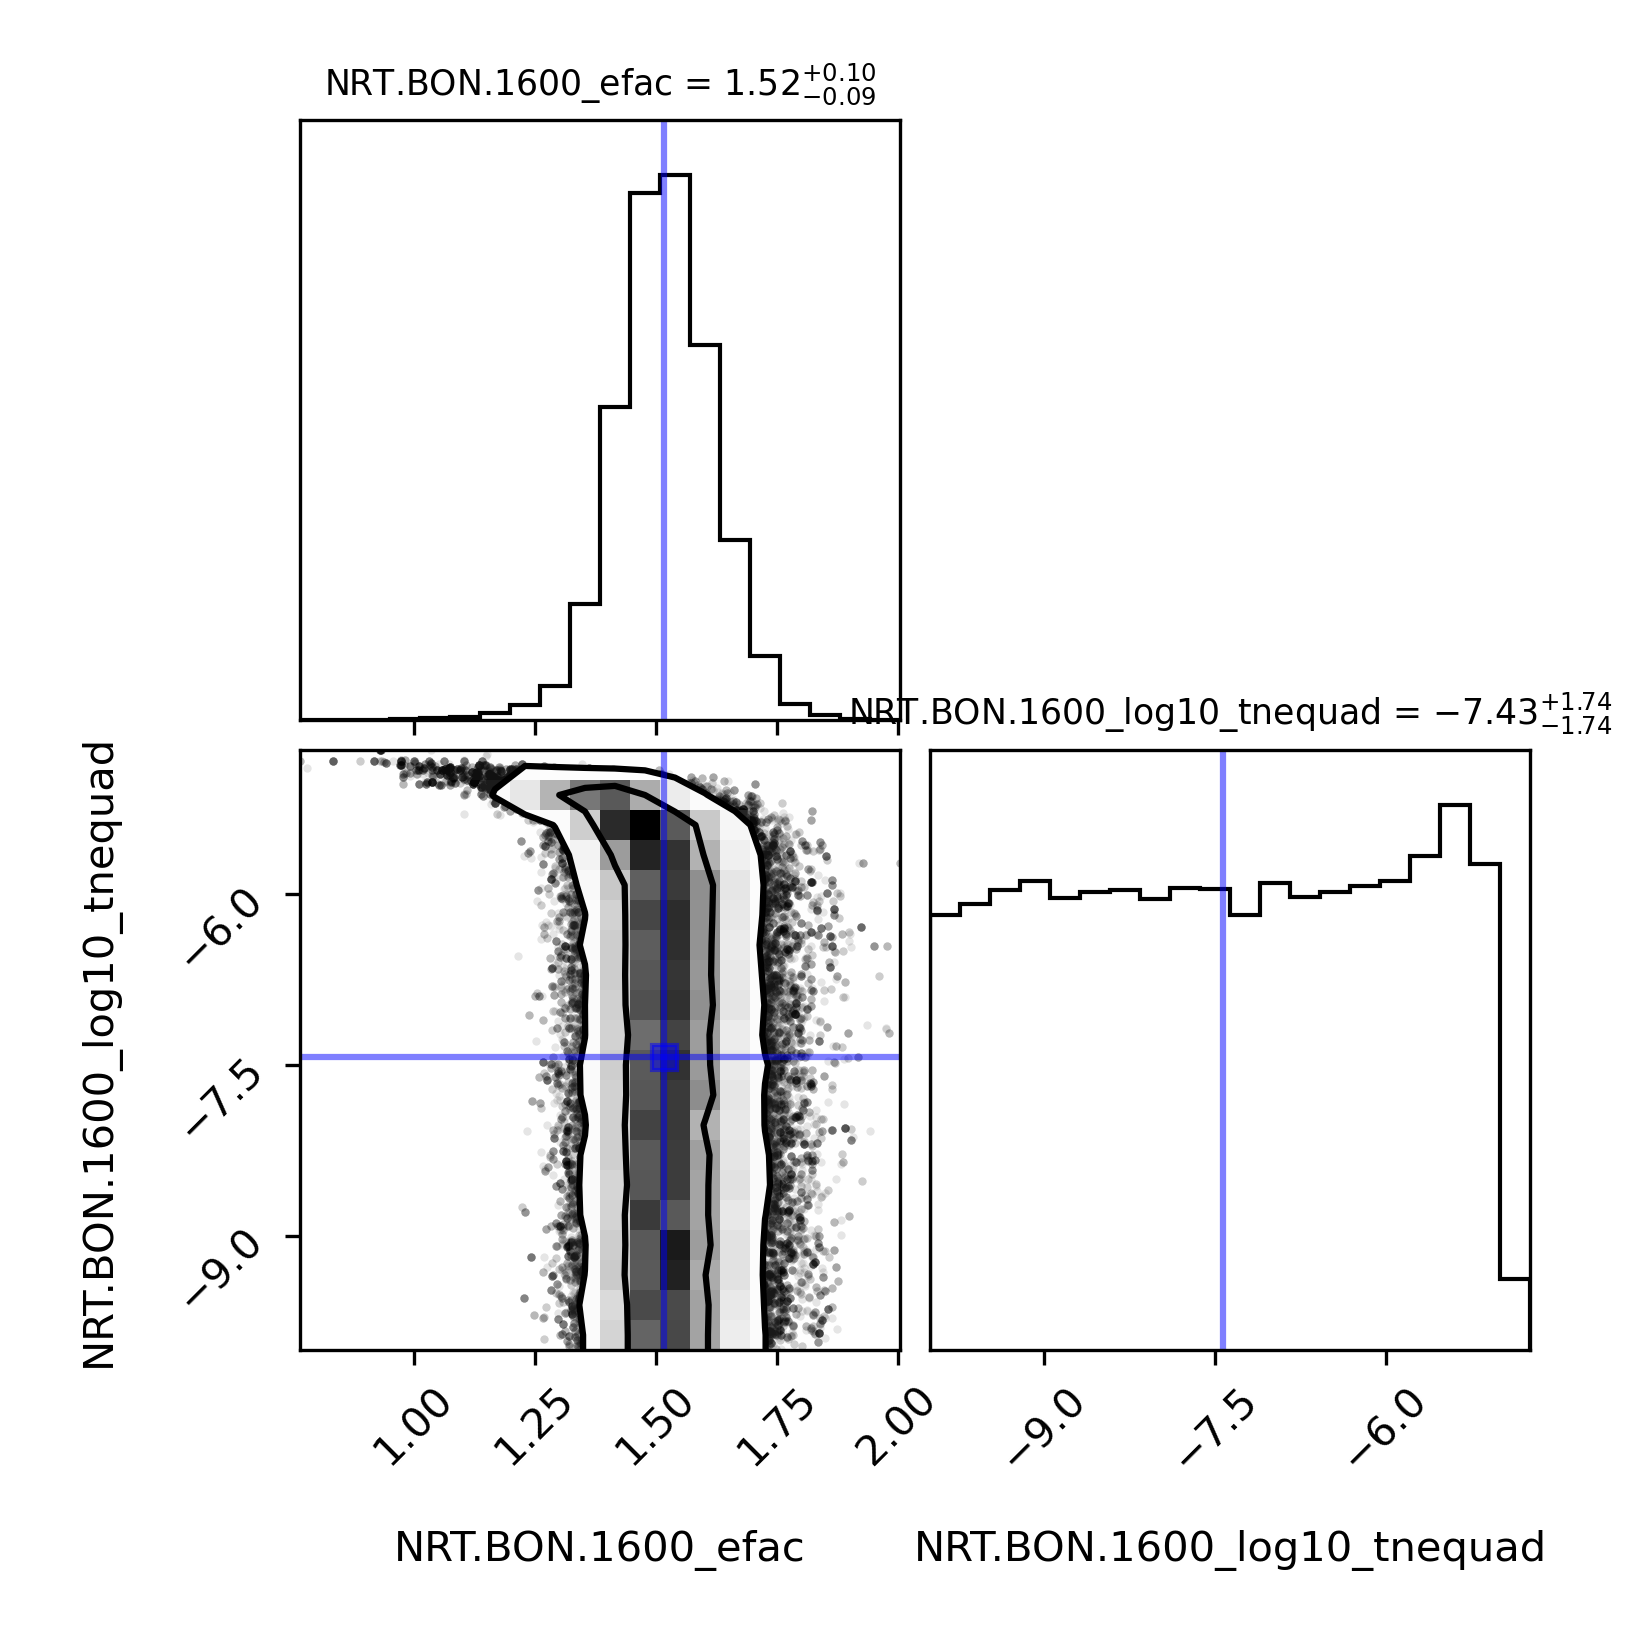 NRT.BON.1600_efac = 1.52 +0.10 −0.09
NRT.BON.1600_log10_tnequad = −7.43 +1.74 −1.74
NRT.BON.1600_log10_tnequad
−6.0
−7.5
−9.0
1.00 1.25 1.50 1.75 2.00
−9.0 −7.5 −6.0
NRT.BON.1600_efac
NRT.BON.1600_log10_tnequad